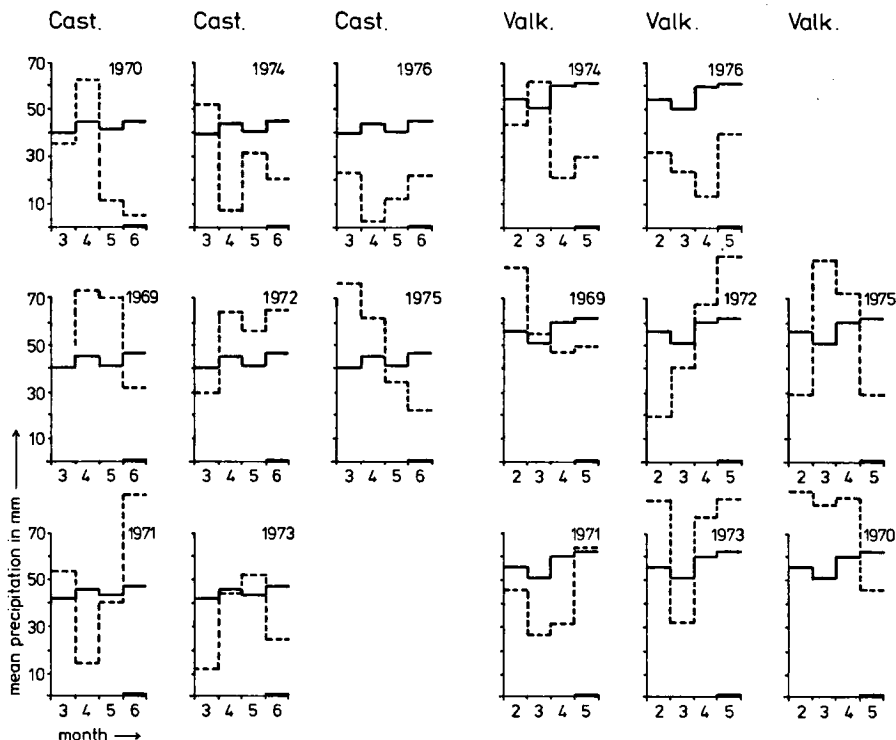 Cast. Cast. Cast. Valk. Valk. Valk.
70 1970 1974 1976 1974 1976
50
30
10
3 4 5 6 3 4 5 6 3 4 5 6 2 3 4 5 2 3 4 5
70 1969 1972 1975 1969 1972 1975
50
30
10
3 4 5 6 3 4 5 6 3 4 5 6 2 3 4 5 2 3 4 5 2 3 4 5
70 1971 1973 1971 1973 1970
50
30
10
3 4 5 6 3 4 5 6 2 3 4 5 2 3 4 5 2 3 4 5
mean precipitation in mm
month